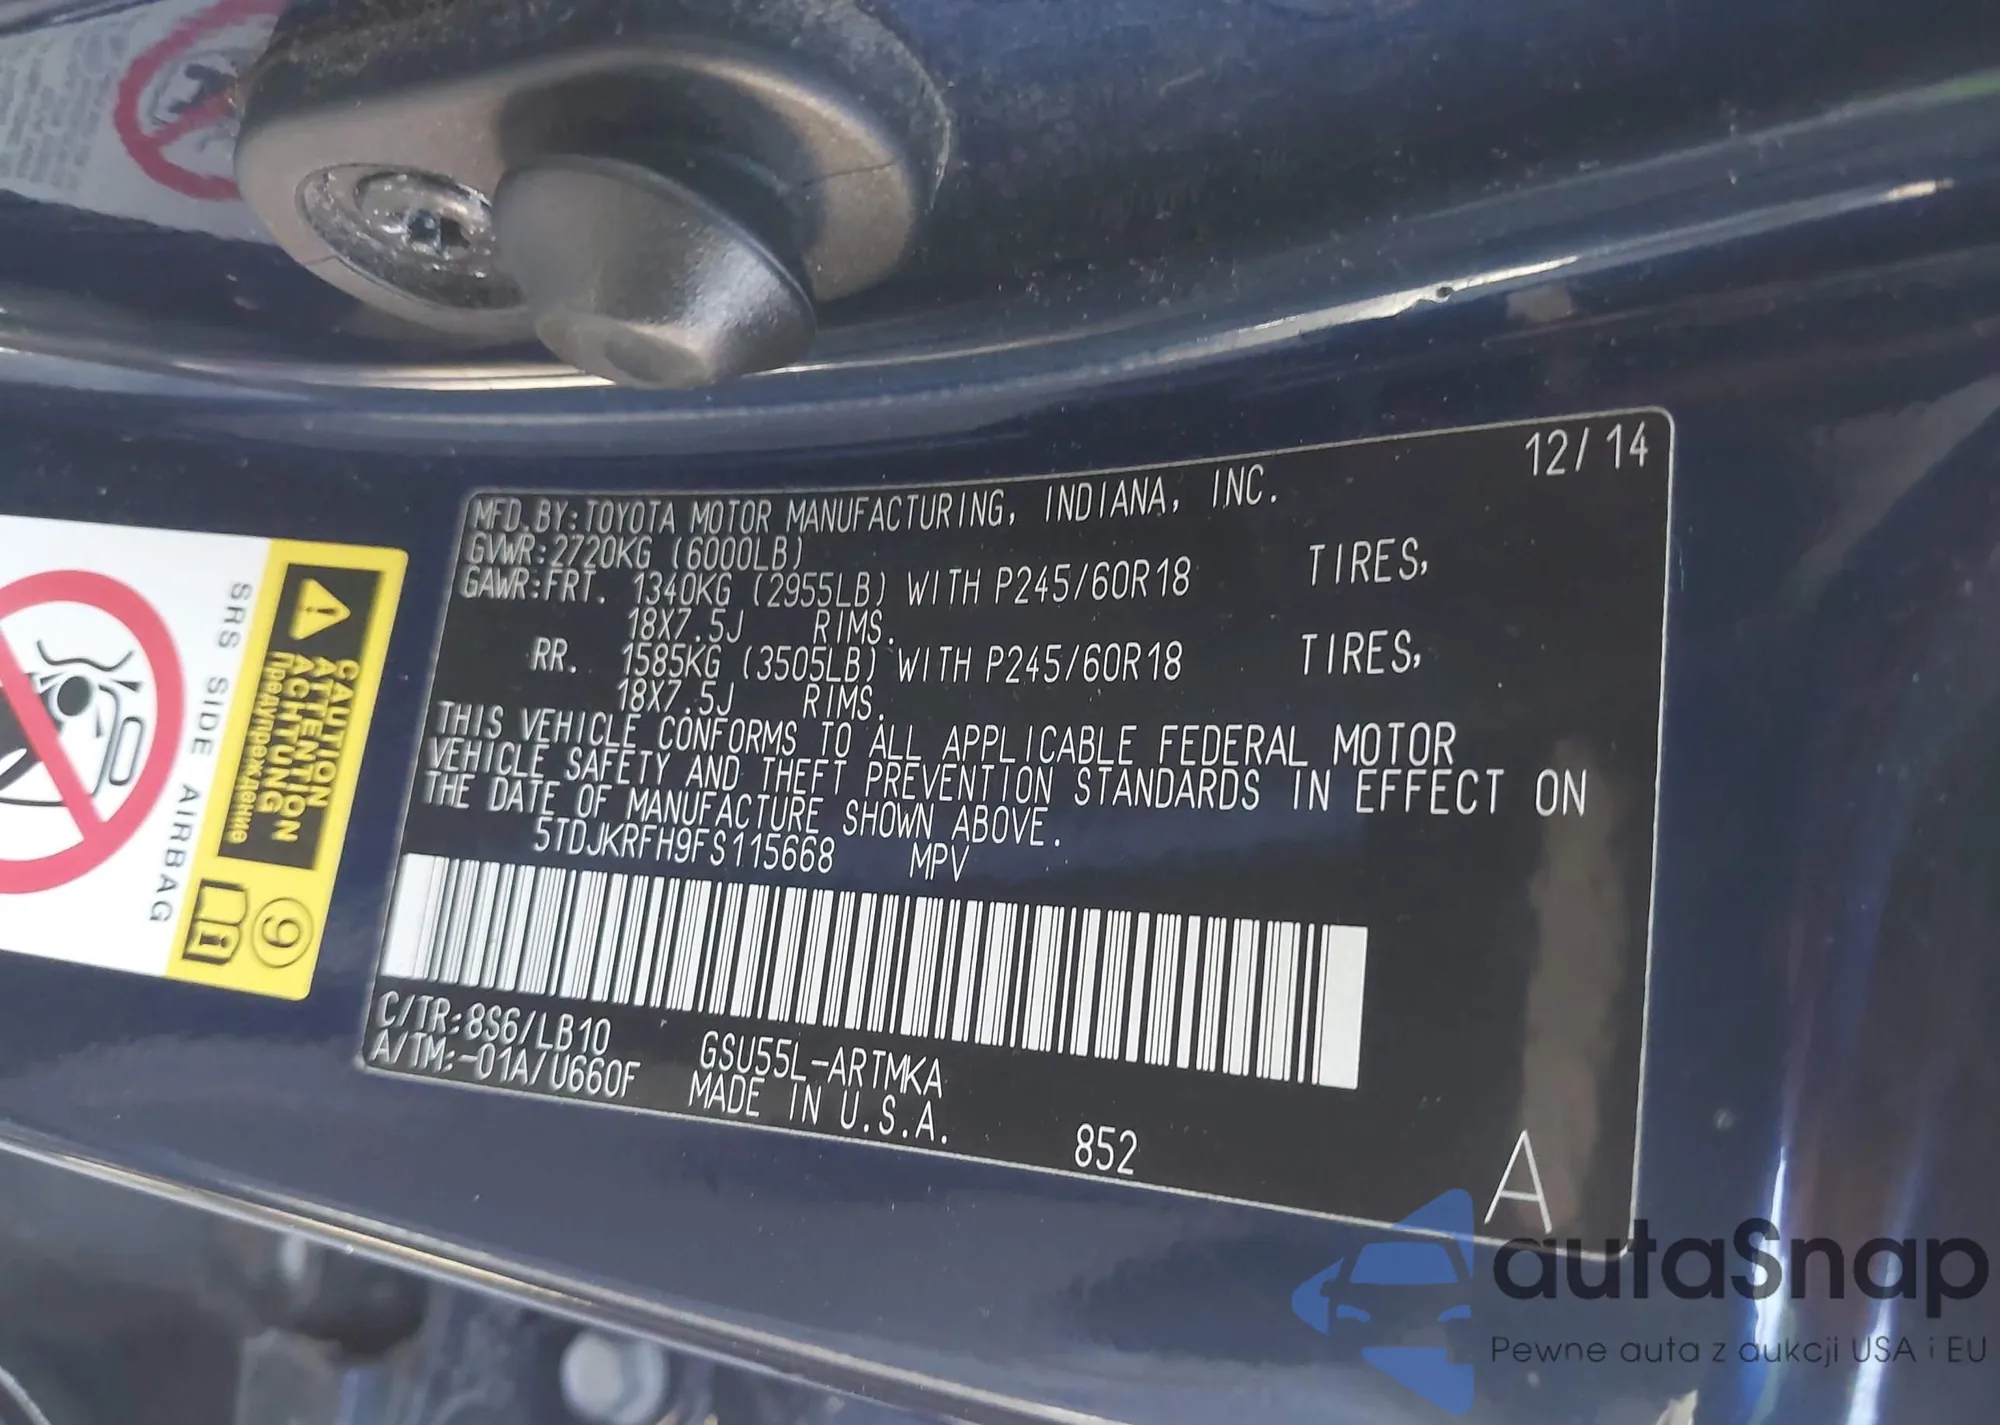 12/14
MFD.BY:TOYOTA MOTOR MANUFACTURING, INDIANA, INC.
GVWR:2720KG (6000LB)
GAWR:FRT. 1340KG (2955LB) WITH P245/60R18 TIRES,
18X7.5J RIMS.
RR. 1585KG (3505LB) WITH P245/60R18 TIRES,
18X7.5J RIMS.
THIS VEHICLE CONFORMS TO ALL APPLICABLE FEDERAL MOTOR
VEHICLE SAFETY AND THEFT PREVENTION STANDARDS IN EFFECT ON
THE DATE OF MANUFACTURE SHOWN ABOVE.
5TDJKRFH9FS115668 MPV
C/TR:8S6/LB10
A/TM:-01A/U660F
GSU55L-ARTMKA
MADE IN U.S.A.
852
A
CAUTION
ATTENTION
ACHTUNG
Предупреждение
9
SRS SIDE AIRBAG
autaSnap
Pewne auta z aukcji USA i EU